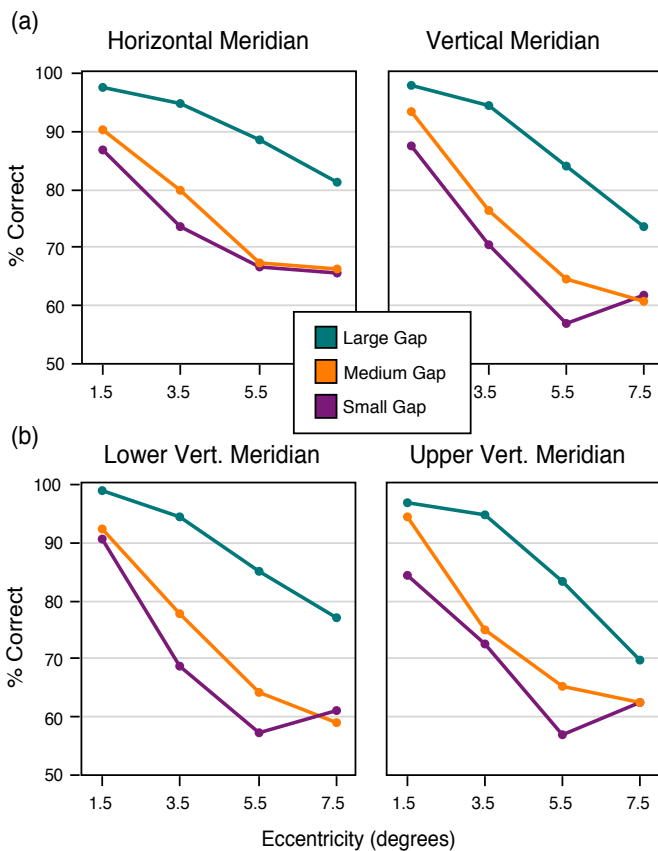 (a)
Horizontal Meridian
Vertical Meridian
% Correct
100
90
80
70
60
50
1.5 3.5 5.5
3.5 5.5 7.5
Large Gap
Medium Gap
Small Gap
(b)
Lower Vert. Meridian
Upper Vert. Meridian
% Correct
100
90
80
70
60
50
1.5 3.5 5.5 7.5
1.5 3.5 5.5 7.5
Eccentricity (degrees)